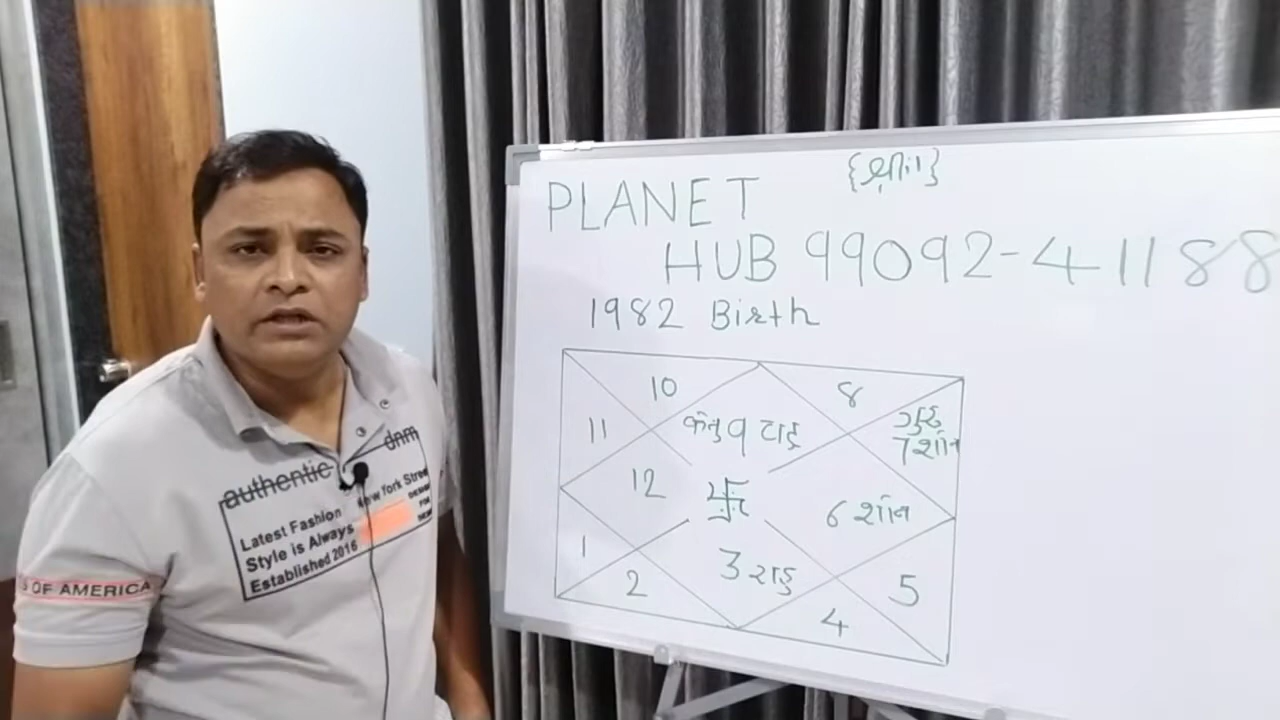 PLANET
HUB 99092-41188
1982 Birth
10
8
11
केतु 9 राहु
7 शनि
12
6 शनि
1
3 રાહુ
5
2
4
authentic
dnm
New York Street
Latest Fashion
Style is Always
Established 2016
OF AMERICA